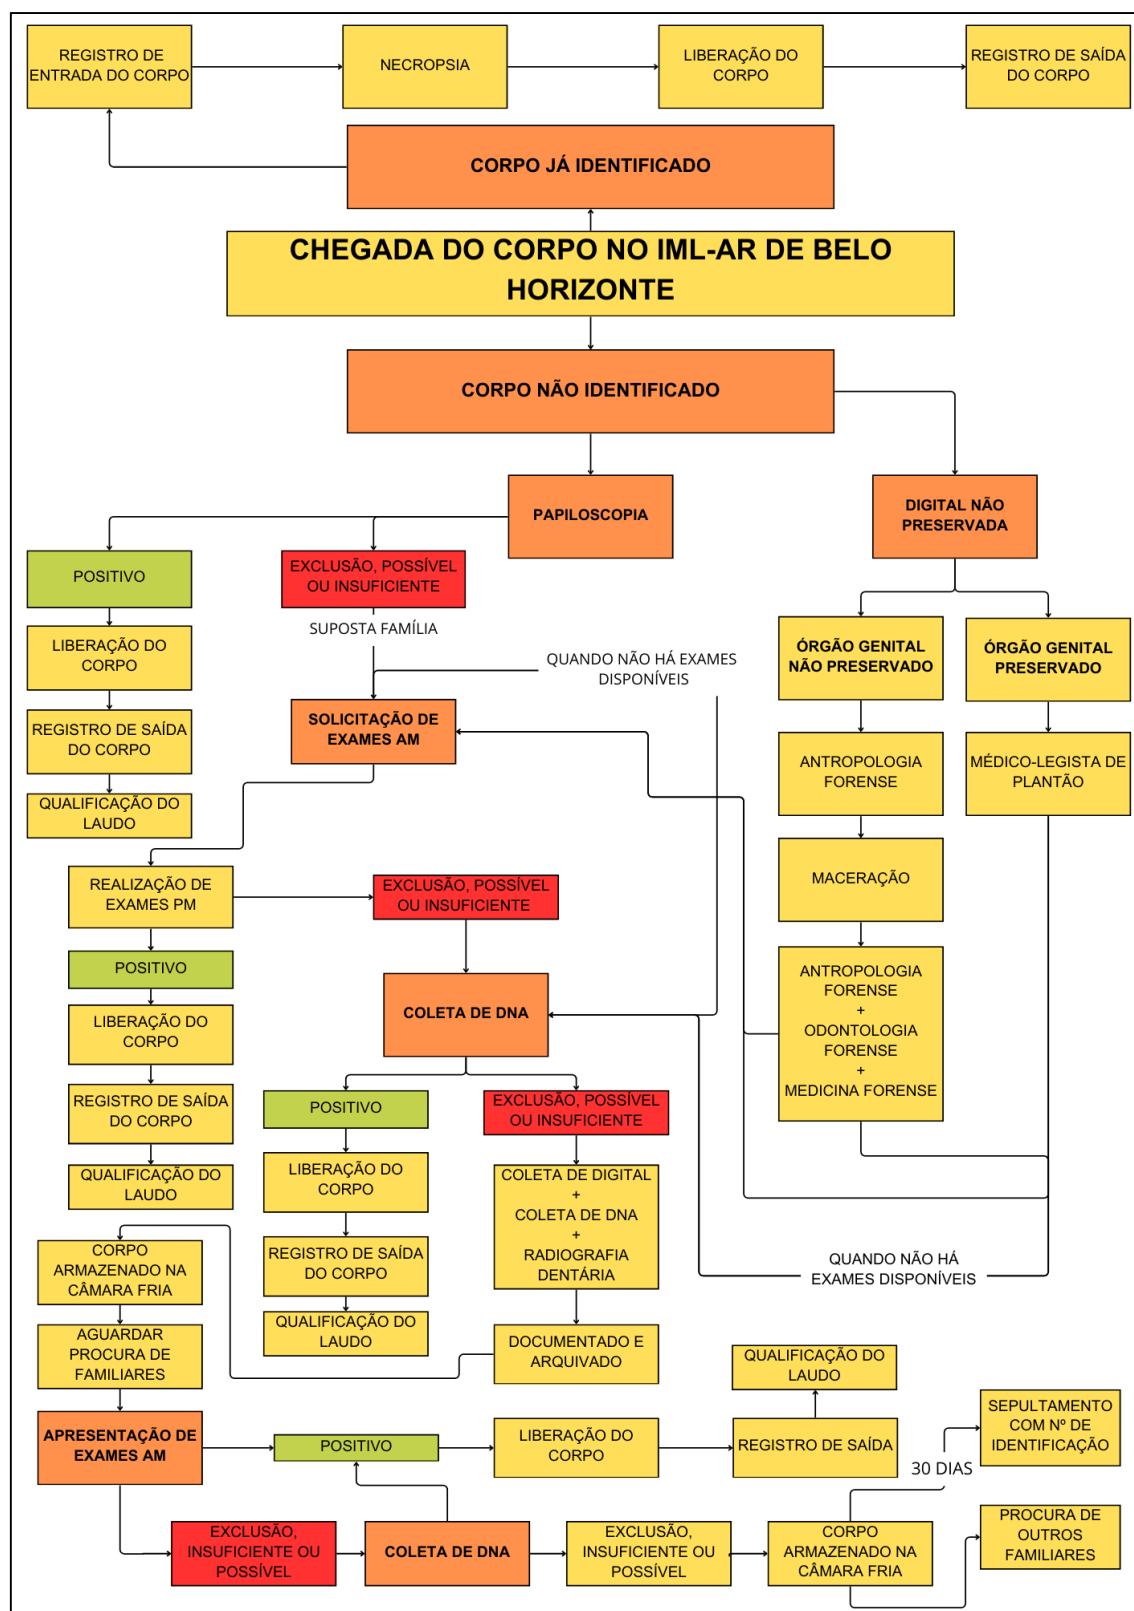 REGISTRO DE
ENTRADA DO CORPO
NECROPSIA
LIBERAÇÃO DO
CORPO
REGISTRO DE SAÍDA
DO CORPO
CORPO JÁ IDENTIFICADO
CHEGADA DO CORPO NO IML-AR DE BELO
HORIZONTE
CORPO NÃO IDENTIFICADO
PAPILOSCOPIA
DIGITAL NÃO
PRESERVADA
POSITIVO
EXCLUSÃO, POSSÍVEL
OU INSUFICIENTE
SUPOSTA FAMÍLIA
LIBERAÇÃO DO
CORPO
ÓRGÃO GENITAL
NÃO PRESERVADO
ÓRGÃO GENITAL
PRESERVADO
QUANDO NÃO HÁ EXAMES
DISPONÍVEIS
REGISTRO DE SAÍDA
DO CORPO
SOLICITAÇÃO DE
EXAMES AM
ANTROPOLOGIA
FORENSE
MÉDICO-LEGISTA DE
PLANTÃO
QUALIFICAÇÃO DO
LAUDO
REALIZAÇÃO DE
EXAMES PM
EXCLUSÃO, POSSÍVEL
OU INSUFICIENTE
MACERAÇÃO
POSITIVO
LIBERAÇÃO DO
CORPO
COLETA DE DNA
ANTROPOLOGIA
FORENSE
+
ODONTOLOGIA
FORENSE
+
MEDICINA FORENSE
REGISTRO DE SAÍDA
DO CORPO
POSITIVO
EXCLUSÃO, POSSÍVEL
OU INSUFICIENTE
QUALIFICAÇÃO DO
LAUDO
LIBERAÇÃO DO
CORPO
COLETA DE DIGITAL
+
COLETA DE DNA
+
RADIOGRAFIA
DENTÁRIA
CORPO
ARMAZENADO NA
CÂMARA FRIA
REGISTRO DE SAÍDA
DO CORPO
QUANDO NÃO HÁ
EXAMES DISPONÍVEIS
QUALIFICAÇÃO DO
LAUDO
AGUARDAR
PROCURA DE
FAMILIARES
DOCUMENTADO E
ARQUIVADO
QUALIFICAÇÃO DO
LAUDO
APRESENTAÇÃO DE
EXAMES AM
POSITIVO
LIBERAÇÃO DO
CORPO
REGISTRO DE SAÍDA
SEPULTAMENTO
COM Nº DE
IDENTIFICAÇÃO
30 DIAS
EXCLUSÃO,
INSUFICIENTE OU
POSSÍVEL
COLETA DE DNA
EXCLUSÃO,
INSUFICIENTE OU
POSSÍVEL
CORPO
ARMAZENADO NA
CÂMARA FRIA
PROCURA DE
OUTROS
FAMILIARES